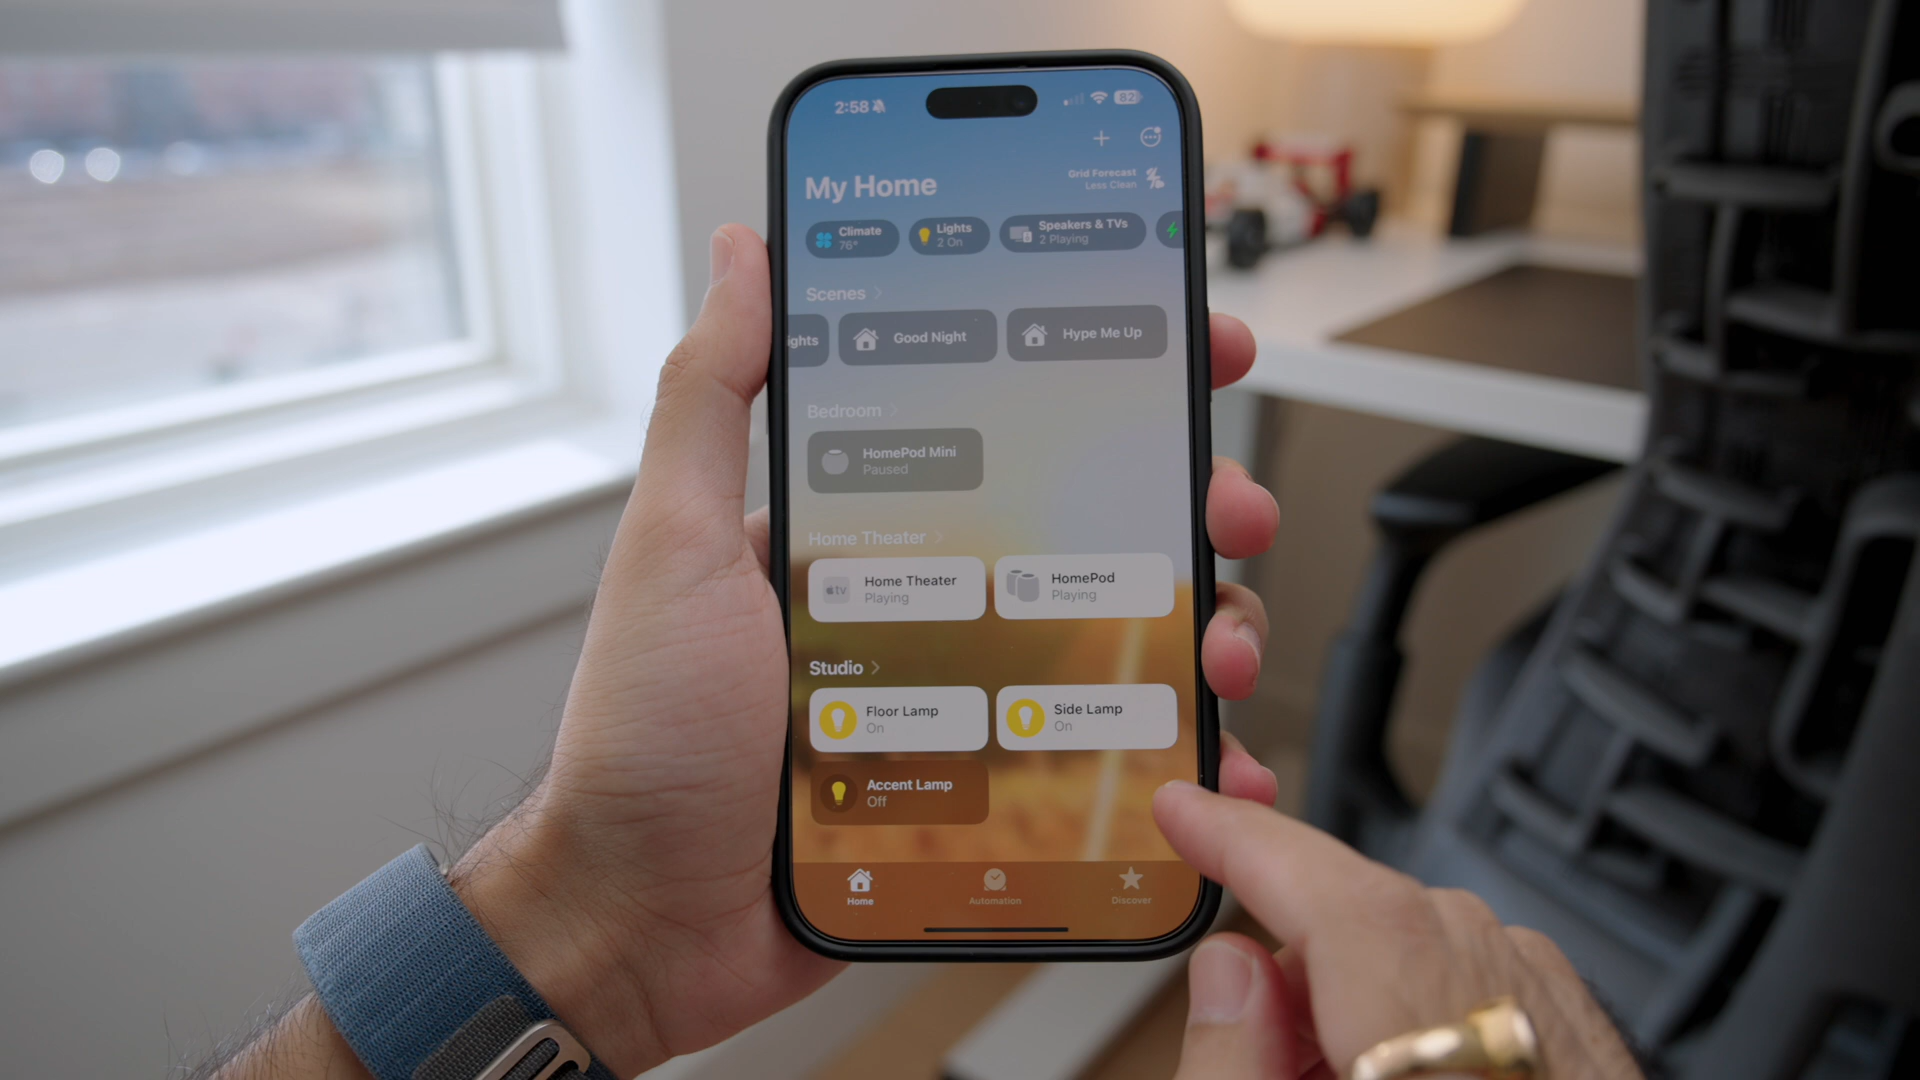 2:58
82
My Home
Grid Forecast
Less Clean
Climate
76°
Lights
2 On
Speakers & TVs
2 Playing
Scenes
ights
Good Night
Hype Me Up
Bedroom
HomePod Mini
Paused
Home Theater
tv
Home Theater
Playing
HomePod
Playing
Studio
Floor Lamp
On
Side Lamp
On
Accent Lamp
Off
Home
Automation
Discover